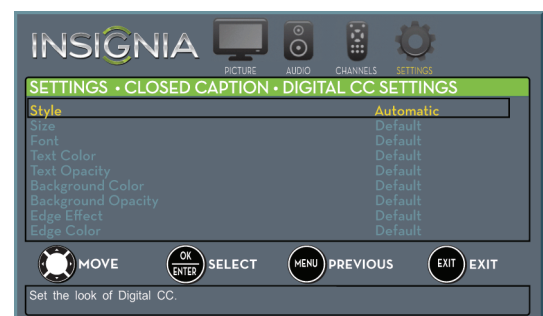 INSIGNIA
PICTURE AUDIO CHANNELS SETTINGS
SETTINGS • CLOSED CAPTION • DIGITAL CC SETTINGS
Style Automatic
Size Default
Font Default
Text Color Default
Text Opacity Default
Background Color Default
Background Opacity Default
Edge Effect Default
Edge Color Default
MOVE OK ENTER SELECT MENU PREVIOUS EXIT EXIT
Set the look of Digital CC.